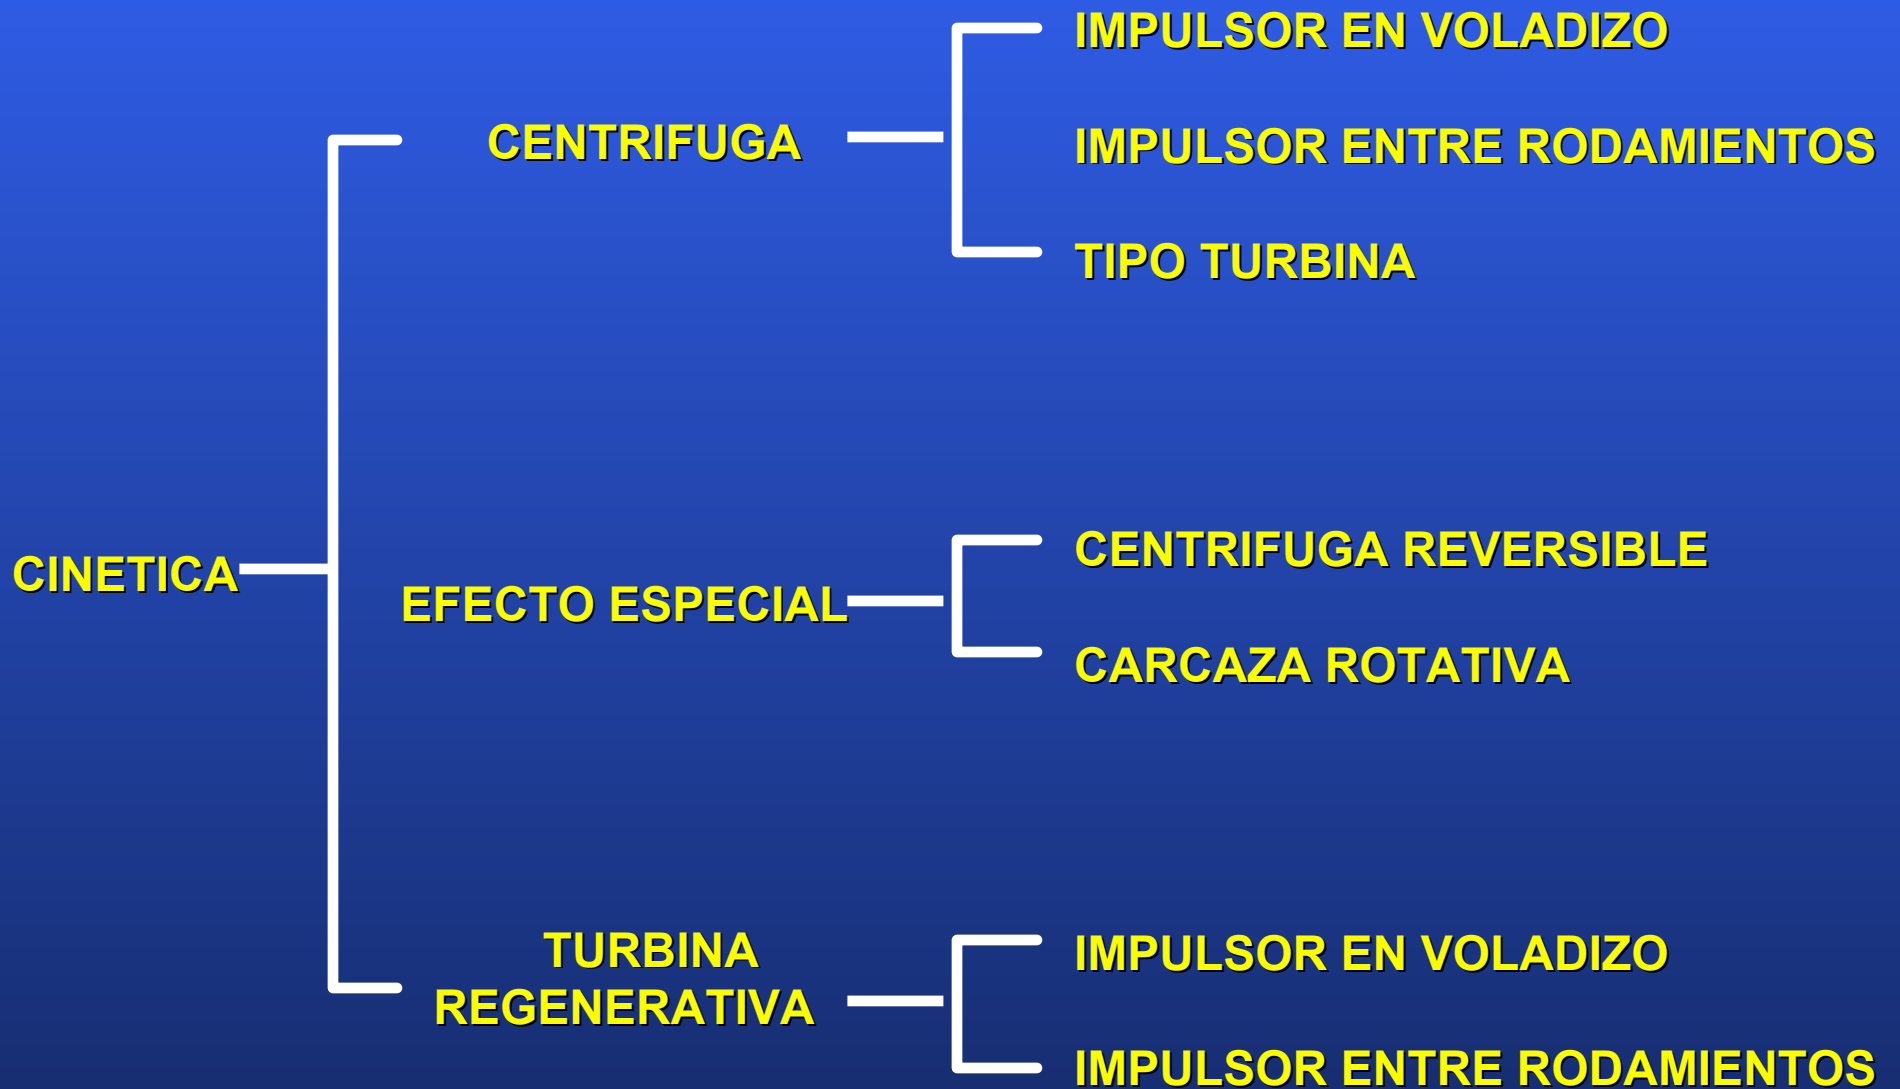 CINETICA
CENTRIFUGA
IMPULSOR EN VOLADIZO
IMPULSOR ENTRE RODAMIENTOS
TIPO TURBINA
EFECTO ESPECIAL
CENTRIFUGA REVERSIBLE
CARCAZA ROTATIVA
TURBINA
REGENERATIVA
IMPULSOR EN VOLADIZO
IMPULSOR ENTRE RODAMIENTOS